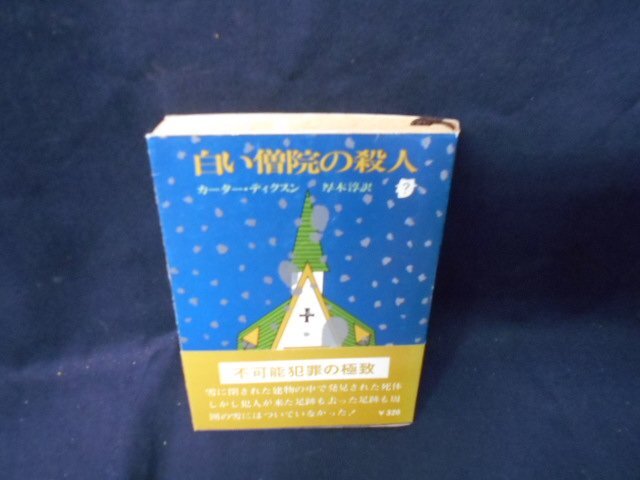 白い僧院の殺人
カーター・ディクスン 厚木淳訳
?
不可能犯罪の極致
雪に閉された建物の中で発見された死体
しかし犯人が来た足跡も去った足跡も周
囲の雪にはついていなかった!
¥320